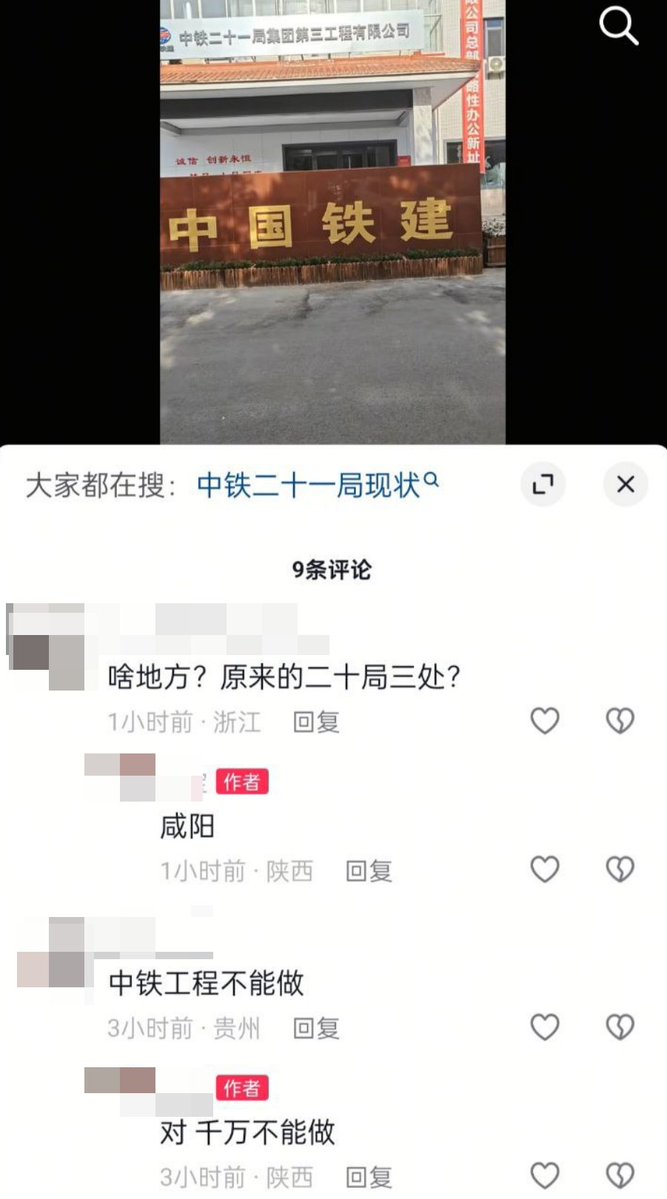 中铁二十一局集团第三工程有限公司
限公司总部战略性办公新址
诚信 创新永恒
中国铁建
大家都在搜：中铁二十一局现状
9条评论
啥地方？原来的二十局三处？
1小时前·浙江 回复
作者
咸阳
1小时前·陕西 回复
中铁工程不能做
3小时前·贵州 回复
作者
对 千万不能做
3小时前·陕西 回复